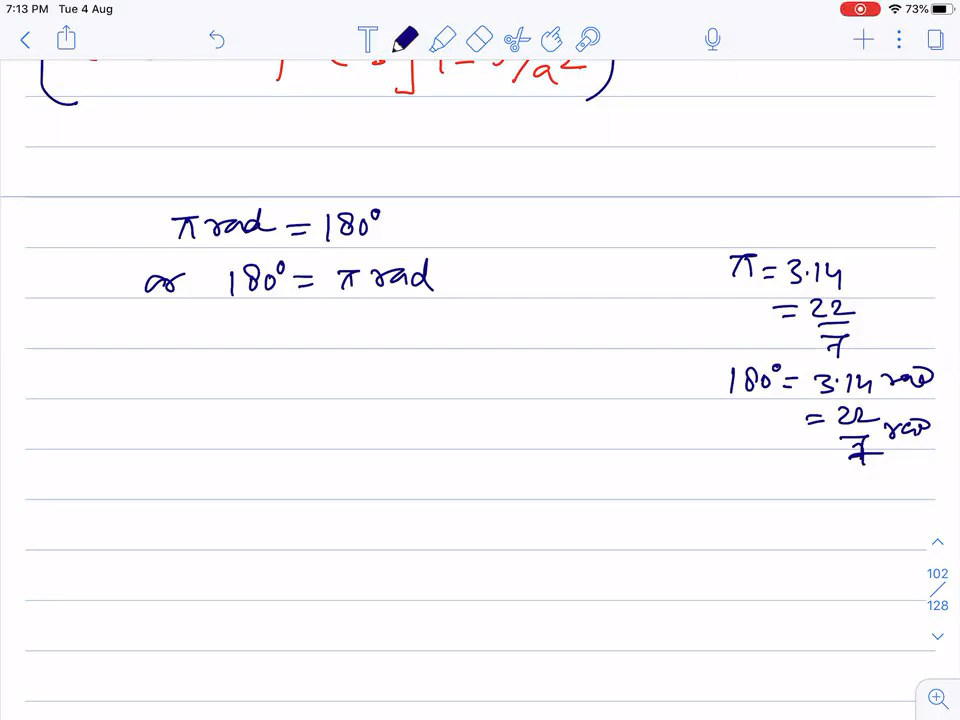 7:13 PM Tue 4 Aug
73%
π rad = 180°
or 180° = π rad
π = 3.14
= 22/7
180° = 3.14 rad
= 22/7 rad
102/128